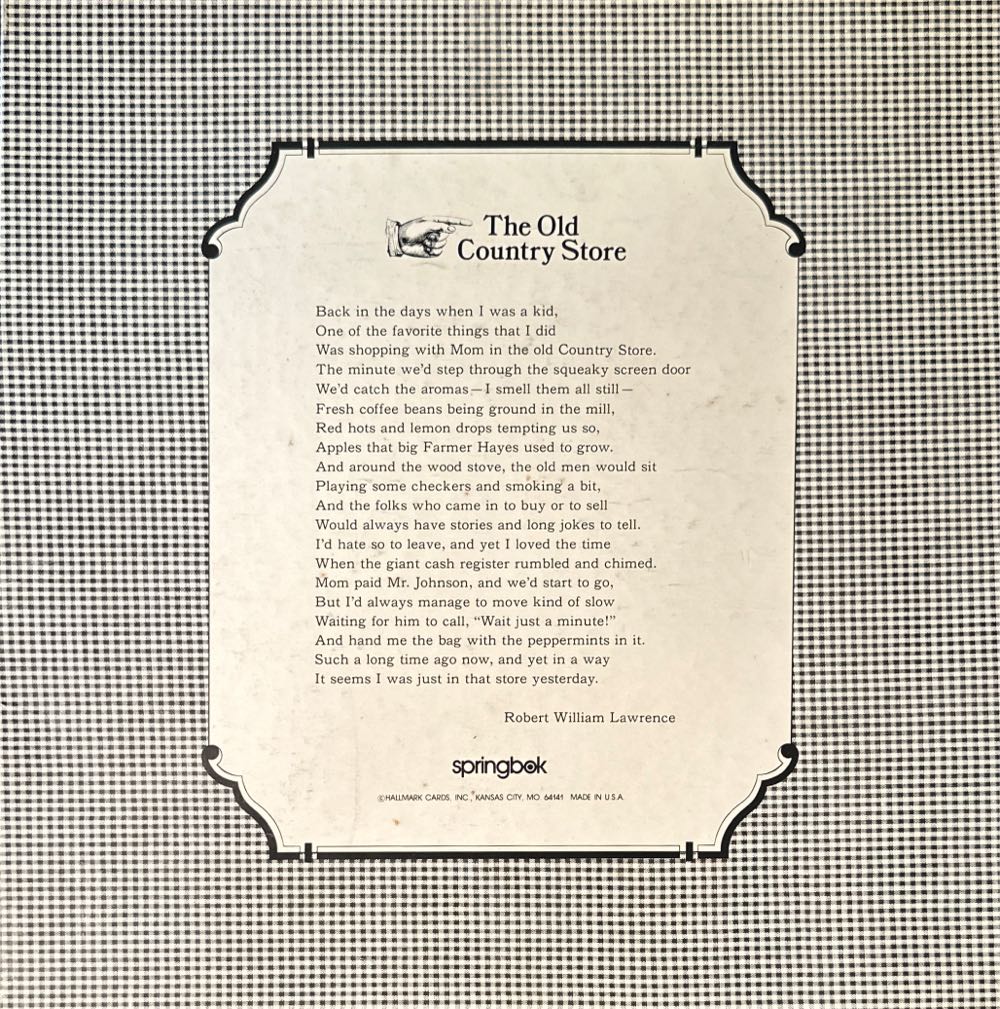 The Old
Country Store
Back in the days when I was a kid,
One of the favorite things that I did
Was shopping with Mom in the old Country Store.
The minute we’d step through the squeaky screen door
We’d catch the aromas—I smell them all still—
Fresh coffee beans being ground in the mill,
Red hots and lemon drops tempting us so,
Apples that big Farmer Hayes used to grow.
And around the wood stove, the old men would sit
Playing some checkers and smoking a bit,
And the folks who came in to buy or to sell
Would always have stories and long jokes to tell.
I’d hate so to leave, and yet I loved the time
When the giant cash register rumbled and chimed.
Mom paid Mr. Johnson, and we’d start to go,
But I’d always manage to move kind of slow
Waiting for him to call, “Wait just a minute!”
And hand me the bag with the peppermints in it.
Such a long time ago now, and yet in a way
It seems I was just in that store yesterday.
Robert William Lawrence
springbok
©HALLMARK CARDS, INC., KANSAS CITY, MO. 64141 MADE IN U.S.A.